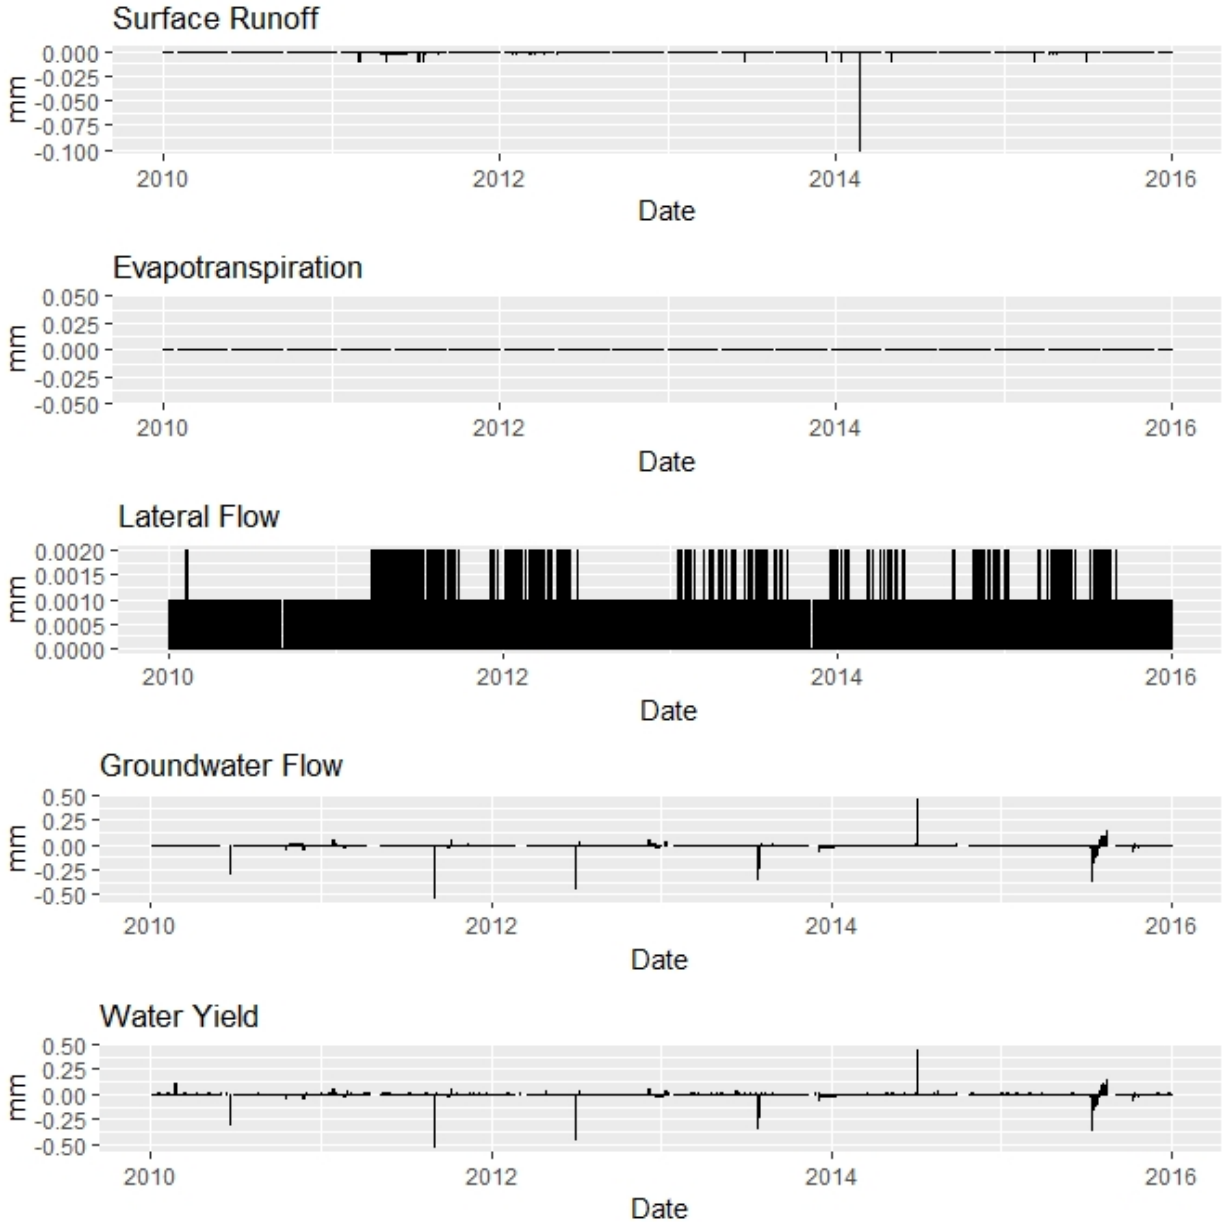 Surface Runoff
0.000
-0.025
-0.050
-0.075
-0.100
mm
2010 2012 2014 2016
Date
Evapotranspiration
0.050
0.025
0.000
-0.025
-0.050
mm
2010 2012 2014 2016
Date
Lateral Flow
0.0020
0.0015
0.0010
0.0005
0.0000
mm
2010 2012 2014 2016
Date
Groundwater Flow
0.50
0.25
0.00
-0.25
-0.50
mm
2010 2012 2014 2016
Date
Water Yield
0.50
0.25
0.00
-0.25
-0.50
mm
2010 2012 2014 2016
Date